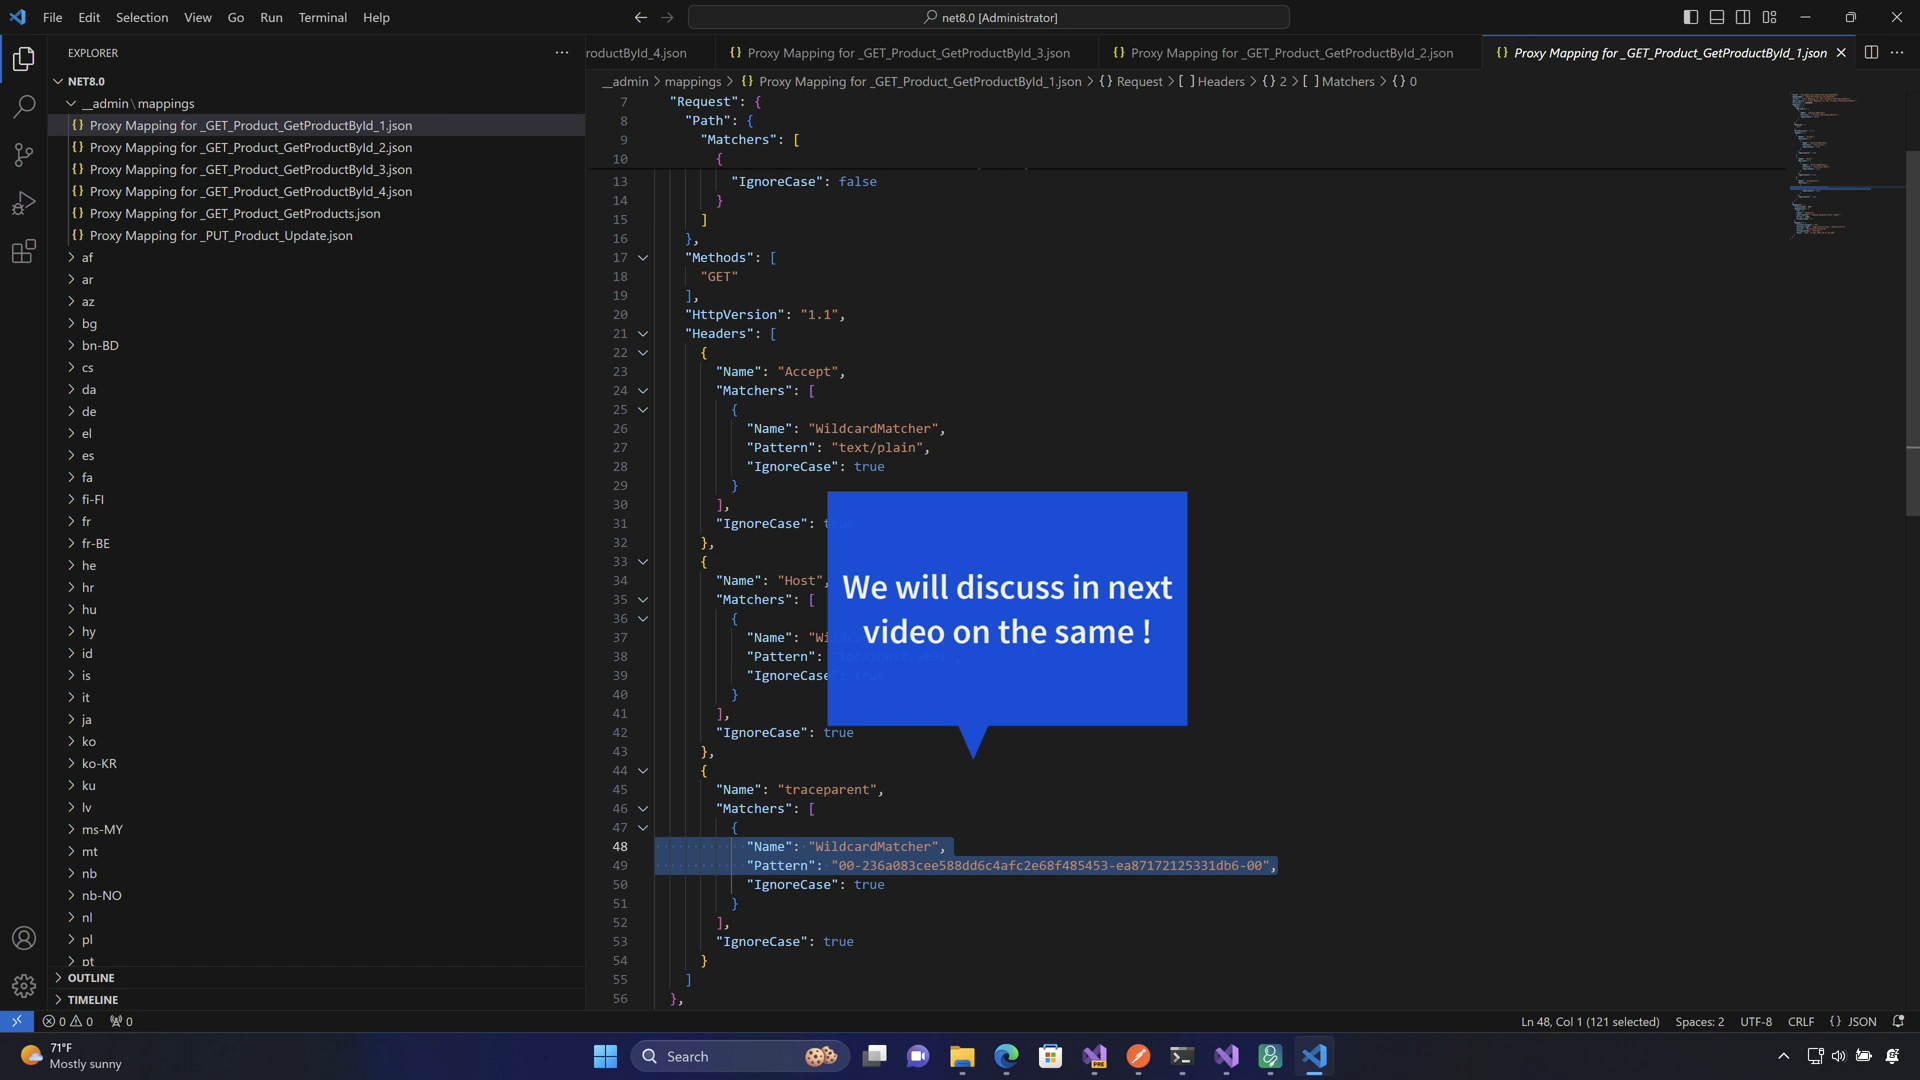 File Edit Selection View Go Run Terminal Help
net8.0 [Administrator]
EXPLORER
NET8.0
__admin\mappings
Proxy Mapping for _GET_Product_GetProductById_1.json
Proxy Mapping for _GET_Product_GetProductById_2.json
Proxy Mapping for _GET_Product_GetProductById_3.json
Proxy Mapping for _GET_Product_GetProductById_4.json
Proxy Mapping for _GET_Product_GetProducts.json
Proxy Mapping for _PUT_Product_Update.json
af
ar
az
bg
bn-BD
cs
da
de
el
es
fa
fi-FI
fr
fr-BE
he
hr
hu
hy
id
is
it
ja
ko
ko-KR
ku
lv
ms-MY
mt
nb
nb-NO
nl
pl
pt
OUTLINE
TIMELINE
roductById_4.json
Proxy Mapping for _GET_Product_GetProductById_3.json
Proxy Mapping for _GET_Product_GetProductById_2.json
Proxy Mapping for _GET_Product_GetProductById_1.json
__admin > mappings > {} Proxy Mapping for _GET_Product_GetProductById_1.json > {} Request > [ ] Headers > {} 2 > [ ] Matchers > {} 0
7 "Request": {
8 "Path": {
9 "Matchers": [
10 {
13 "IgnoreCase": false
14 }
15 ]
16 },
17 "Methods": [
18 "GET"
19 ],
20 "HttpVersion": "1.1",
21 "Headers": [
22 {
23 "Name": "Accept",
24 "Matchers": [
25 {
26 "Name": "WildcardMatcher",
27 "Pattern": "text/plain",
28 "IgnoreCase": true
29 }
30 ],
31 "IgnoreCase": true
32 },
33 {
34 "Name": "Host",
35 "Matchers": [
36 {
37 "Name": "Wi
38 "Pattern":
39 "IgnoreCase": true
40 }
41 ],
42 "IgnoreCase": true
43 },
44 {
45 "Name": "traceparent",
46 "Matchers": [
47 {
48 "Name": "WildcardMatcher",
49 "Pattern": "00-236a083cee588dd6c4afc2e68f485453-ea87172125331db6-00",
50 "IgnoreCase": true
51 }
52 ],
53 "IgnoreCase": true
54 }
55 ]
56 },
We will discuss in next
video on the same !
0 0 0
Ln 48, Col 1 (121 selected) Spaces: 2 UTF-8 CRLF {} JSON
71°F
Mostly sunny
Search
PRE